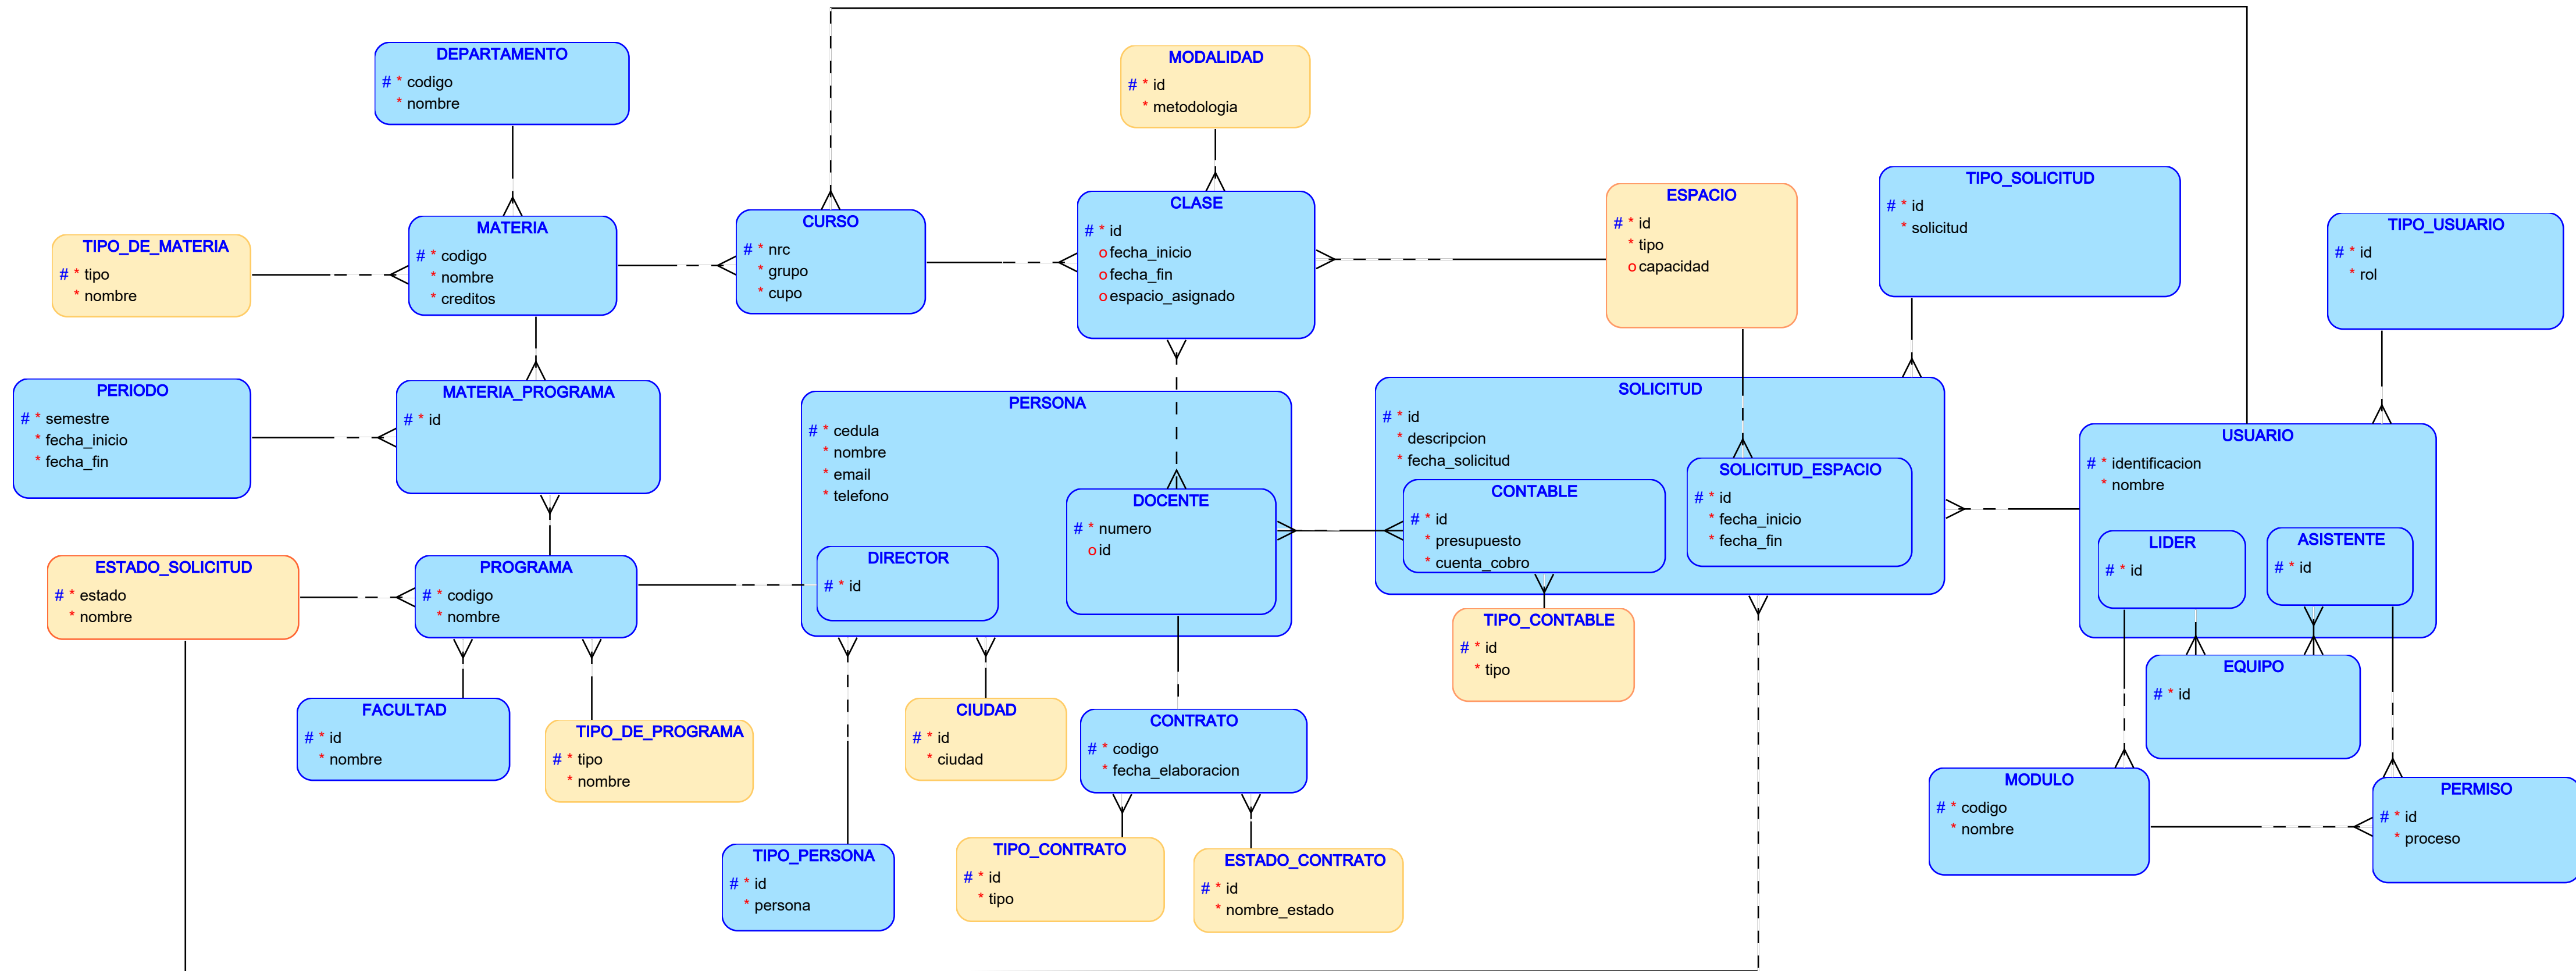 DEPARTAMENTO
# * codigo
* nombre
MODALIDAD
# * id
* metodologia
TIPO_DE_MATERIA
# * tipo
* nombre
MATERIA
# * codigo
* nombre
* creditos
CURSO
# * nrc
* grupo
* cupo
CLASE
# * id
o fecha_inicio
o fecha_fin
o espacio_asignado
ESPACIO
# * id
* tipo
o capacidad
TIPO_SOLICITUD
# * id
* solicitud
TIPO_USUARIO
# * id
* rol
PERIODO
# * semestre
* fecha_inicio
* fecha_fin
MATERIA_PROGRAMA
# * id
PERSONA
# * cedula
* nombre
* email
* telefono
DOCENTE
# * numero
o id
DIRECTOR
# * id
SOLICITUD
# * id
* descripcion
* fecha_solicitud
CONTABLE
# * id
* presupuesto
* cuenta_cobro
SOLICITUD_ESPACIO
# * id
* fecha_inicio
* fecha_fin
USUARIO
# * identificacion
* nombre
LIDER
# * id
ASISTENTE
# * id
ESTADO_SOLICITUD
# * estado
* nombre
PROGRAMA
# * codigo
* nombre
TIPO_CONTABLE
# * id
* tipo
EQUIPO
# * id
FACULTAD
# * id
* nombre
TIPO_DE_PROGRAMA
# * tipo
* nombre
CIUDAD
# * id
* ciudad
CONTRATO
# * codigo
* fecha_elaboracion
MODULO
# * codigo
* nombre
PERMISO
# * id
* proceso
TIPO_PERSONA
# * id
* persona
TIPO_CONTRATO
# * id
* tipo
ESTADO_CONTRATO
# * id
* nombre_estado